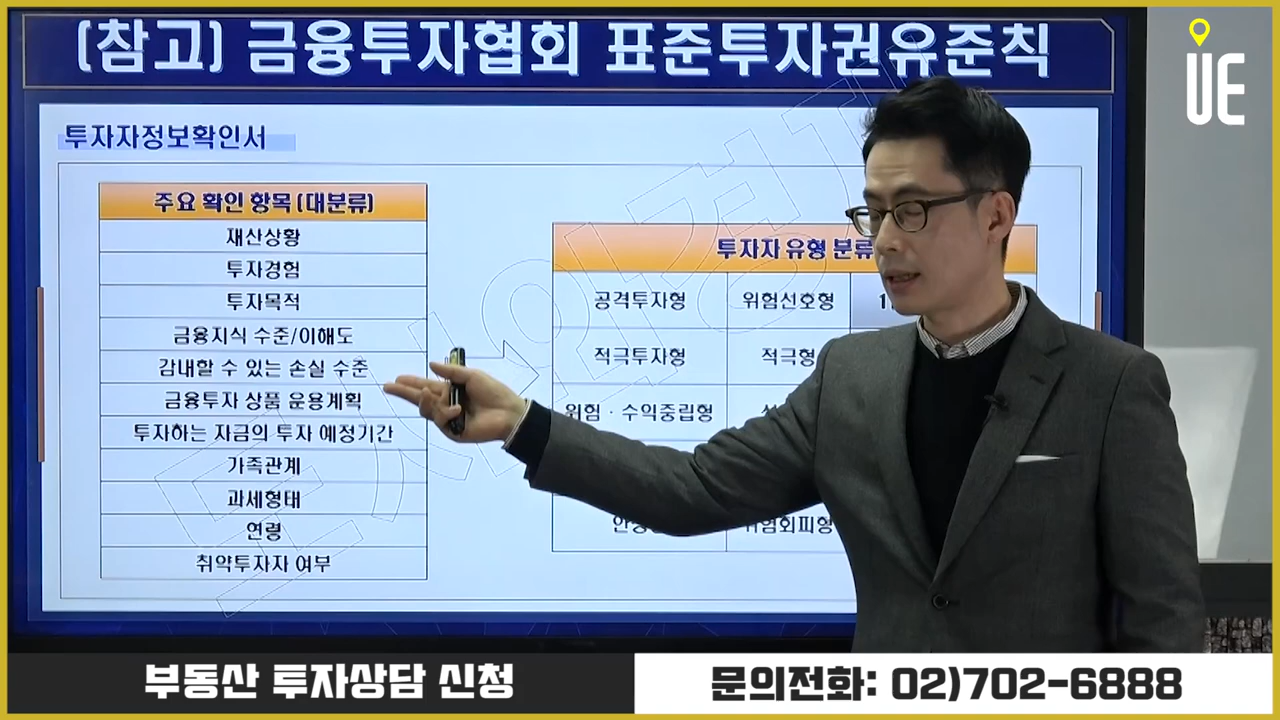 (참고) 금융투자협회 표준투자권유준칙
UE
투자자정보확인서
주요 확인 항목 (대분류)
재산상황
투자경험
투자목적
금융지식 수준/이해도
감내할 수 있는 손실 수준
금융투자 상품 운용계획
투자하는 자금의 투자 예정기간
가족관계
과세형태
연령
취약투자자 여부
투자자 유형 분류
공격투자형 위험선호형
적극투자형 적극형
위험 · 수익중립형
위험회피형
도시와경제
부동산 투자상담 신청
문의전화: 02)702-6888